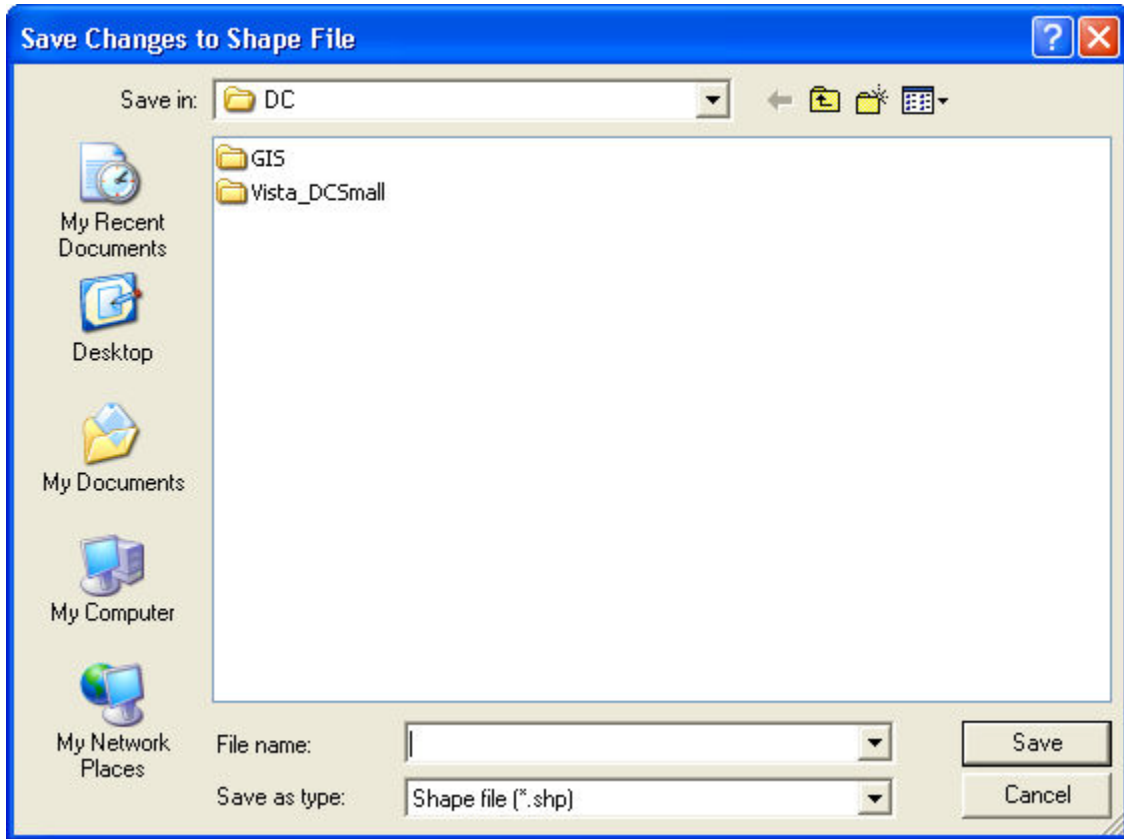 Save Changes to Shape File
Save in:
DC
GIS
Vista_DCSmall
My Recent
Documents
Desktop
My Documents
My Computer
My Network
Places
File name:
Save
Save as type:
Shape file (*.shp)
Cancel